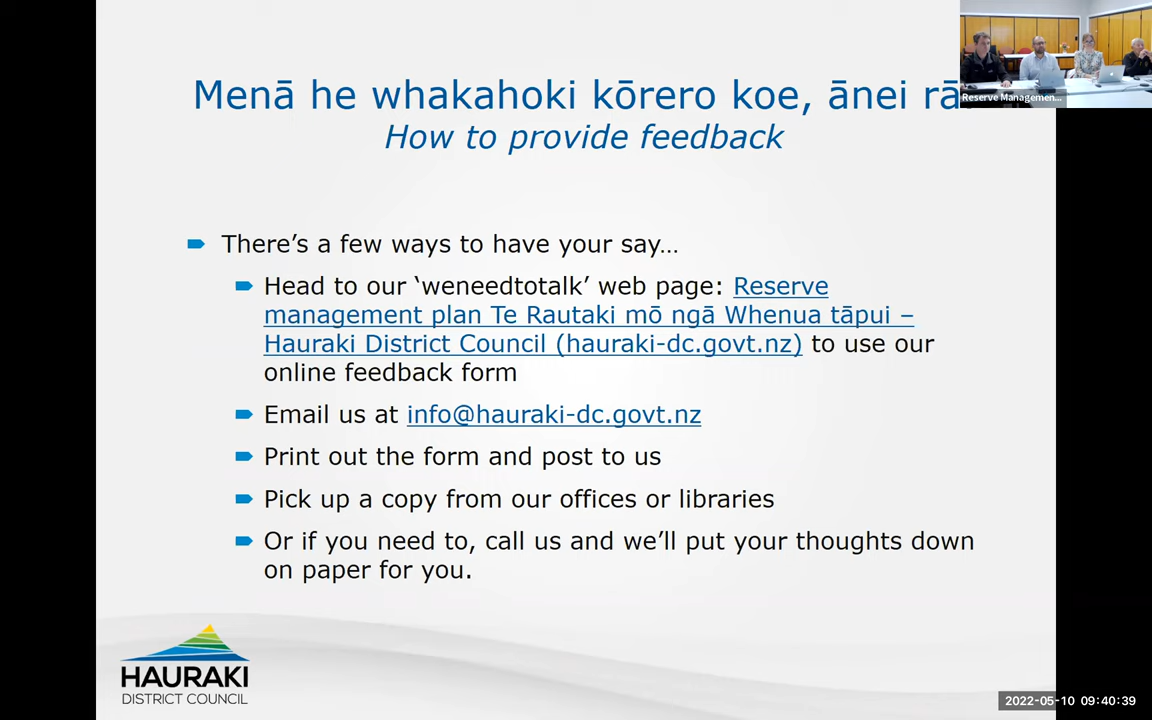 Menā he whakahoki kōrero koe, ānei rā
How to provide feedback
There’s a few ways to have your say…
Head to our ‘weneedtotalk’ web page: Reserve
management plan Te Rautaki mō ngā Whenua tāpui –
Hauraki District Council (hauraki-dc.govt.nz) to use our
online feedback form
Email us at info@hauraki-dc.govt.nz
Print out the form and post to us
Pick up a copy from our offices or libraries
Or if you need to, call us and we’ll put your thoughts down
on paper for you.
HAURAKI
DISTRICT COUNCIL
Reserve Managemen...
2022-05-10 09:40:39